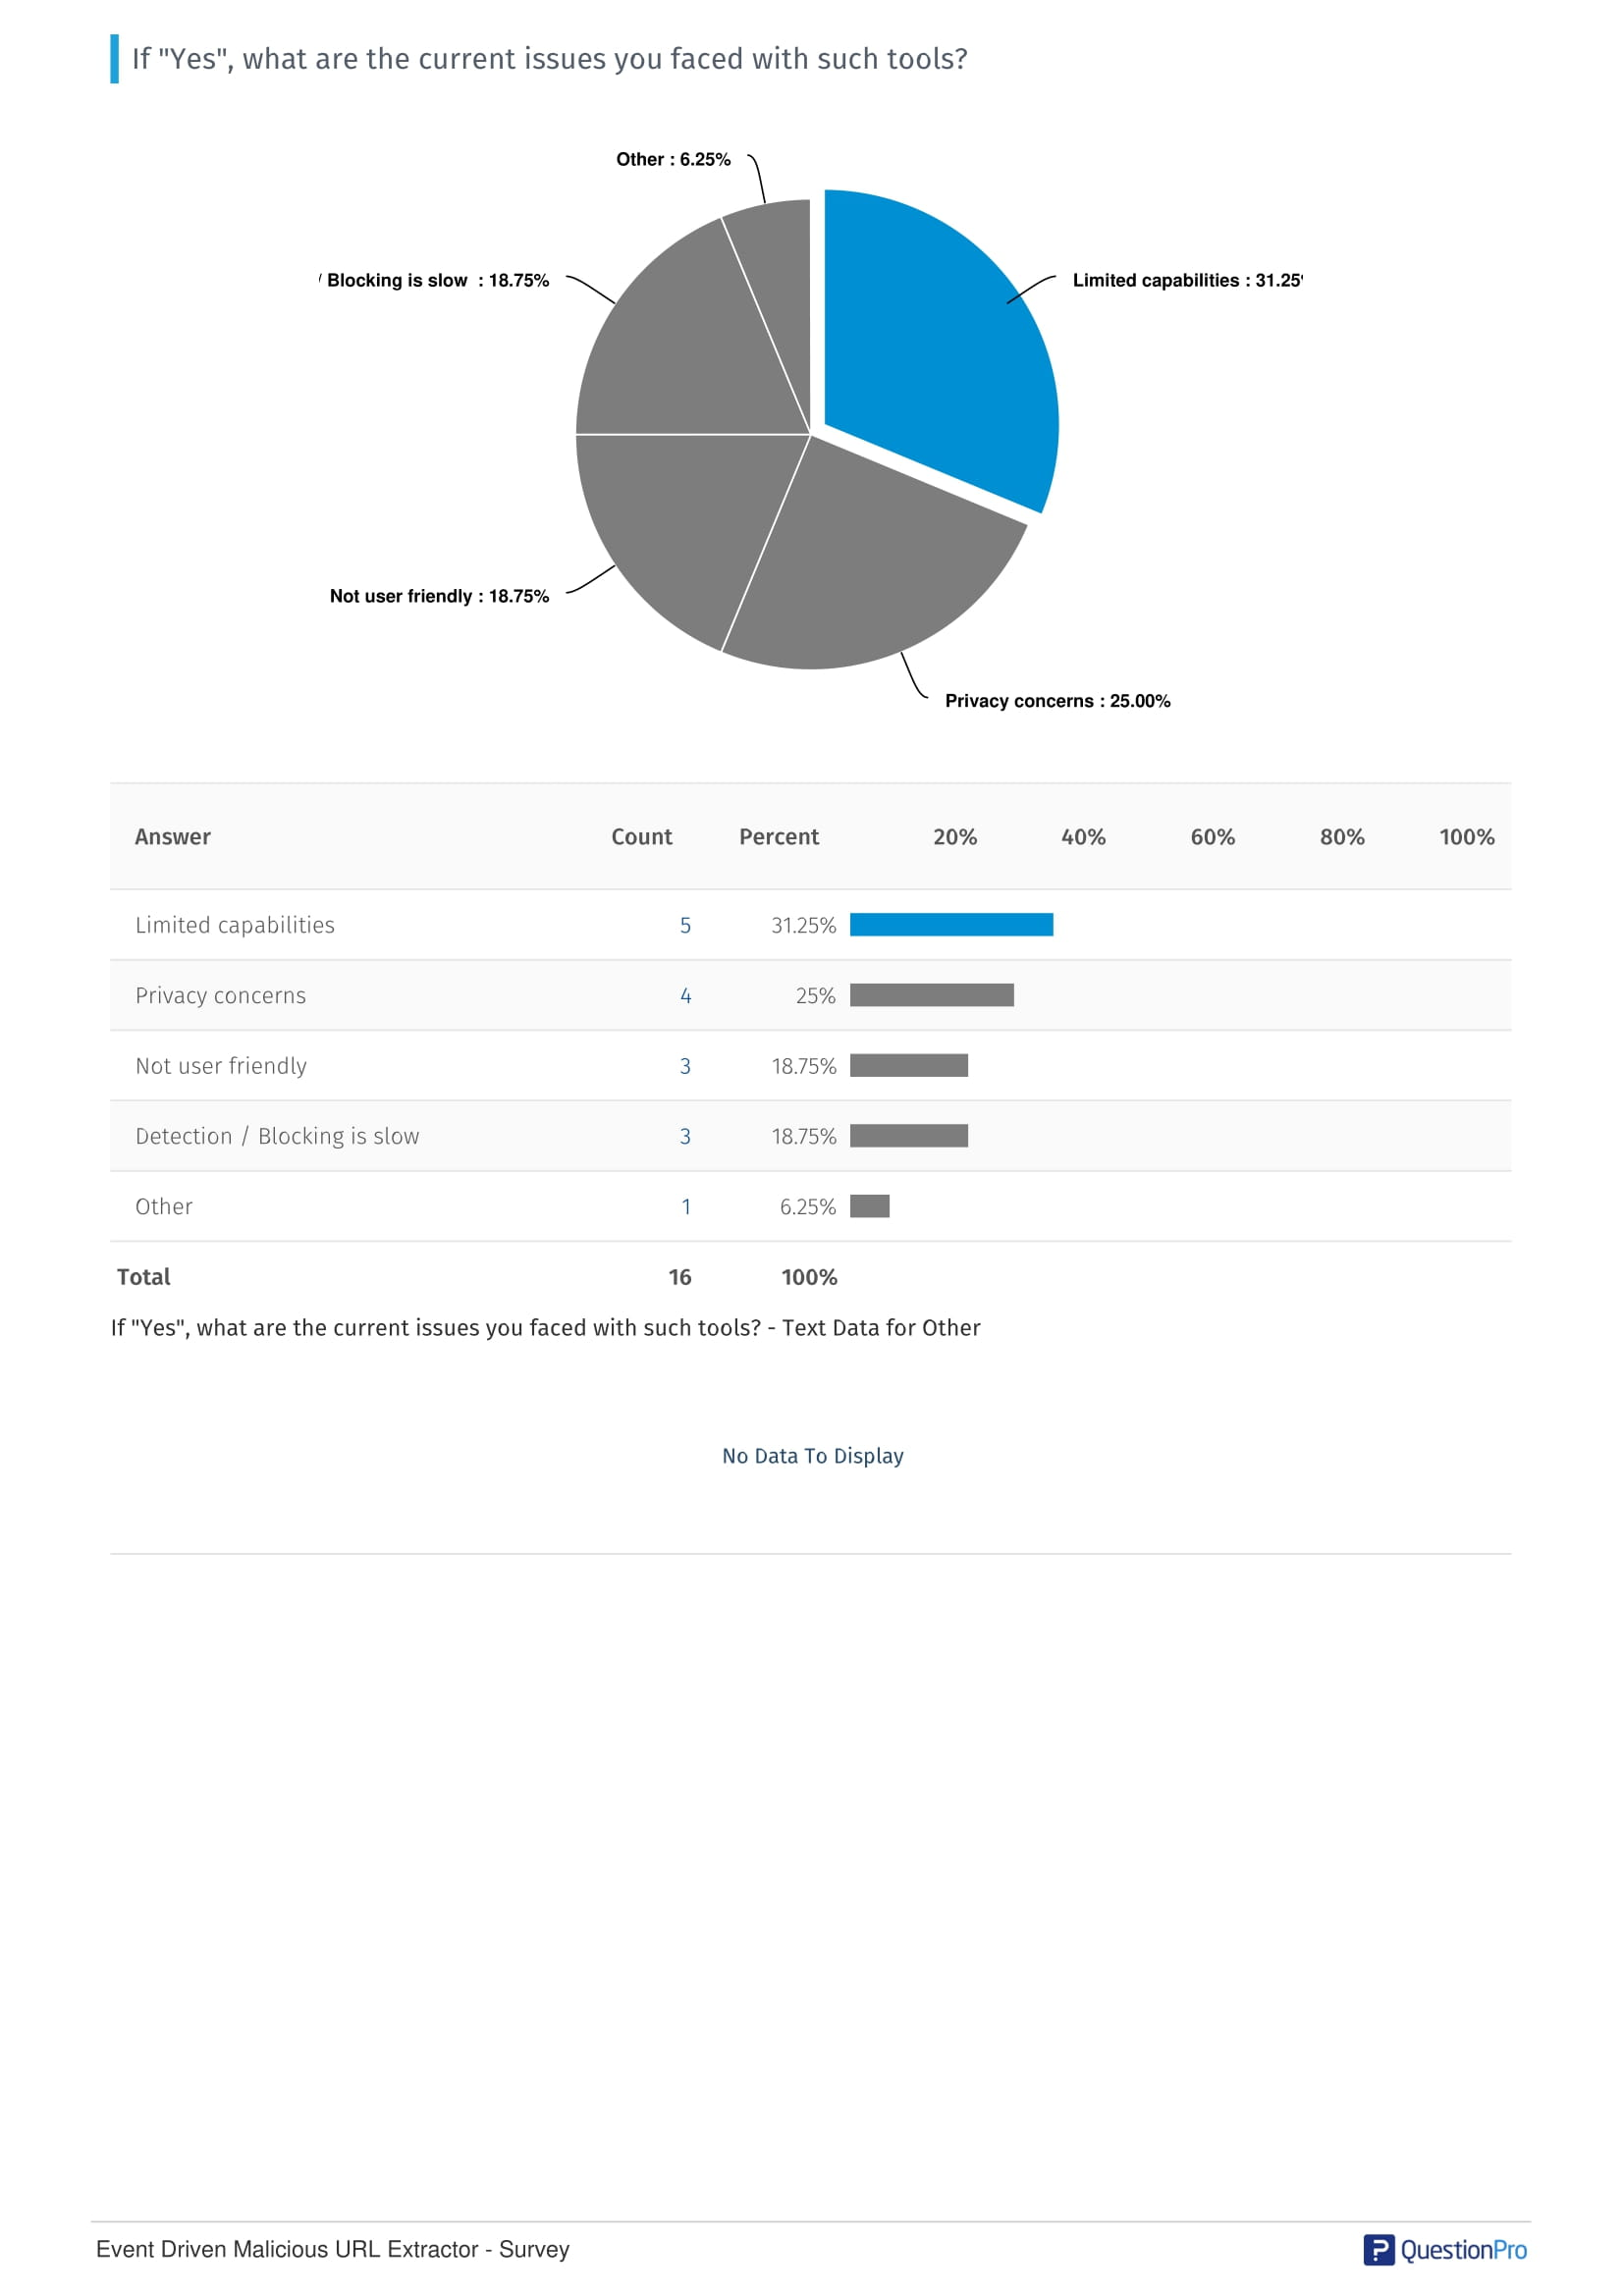 If "Yes", what are the current issues you faced with such tools?
Other : 6.25%
/ Blocking is slow : 18.75%
Limited capabilities : 31.25
Not user friendly : 18.75%
Privacy concerns : 25.00%
Answer Count Percent 20% 40% 60% 80% 100%
Limited capabilities 5 31.25%
Privacy concerns 4 25%
Not user friendly 3 18.75%
Detection / Blocking is slow 3 18.75%
Other 1 6.25%
Total 16 100%
If "Yes", what are the current issues you faced with such tools? - Text Data for Other
No Data To Display
Event Driven Malicious URL Extractor - Survey
QuestionPro